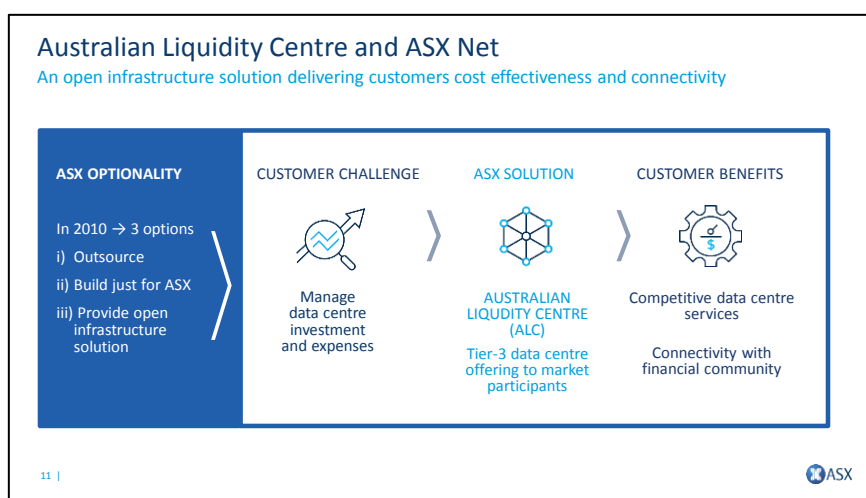 Australian Liquidity Centre and ASX Net
An open infrastructure solution delivering customers cost effectiveness and connectivity
ASX OPTIONALITY
In 2010 → 3 options
i) Outsource
ii) Build just for ASX
iii) Provide open
infrastructure
solution
CUSTOMER CHALLENGE
Manage
data centre
investment
and expenses
ASX SOLUTION
AUSTRALIAN
LIQUDITY CENTRE
(ALC)
Tier-3 data centre
offering to market
participants
CUSTOMER BENEFITS
$
Competitive data centre
services
Connectivity with
financial community
11 |
ASX